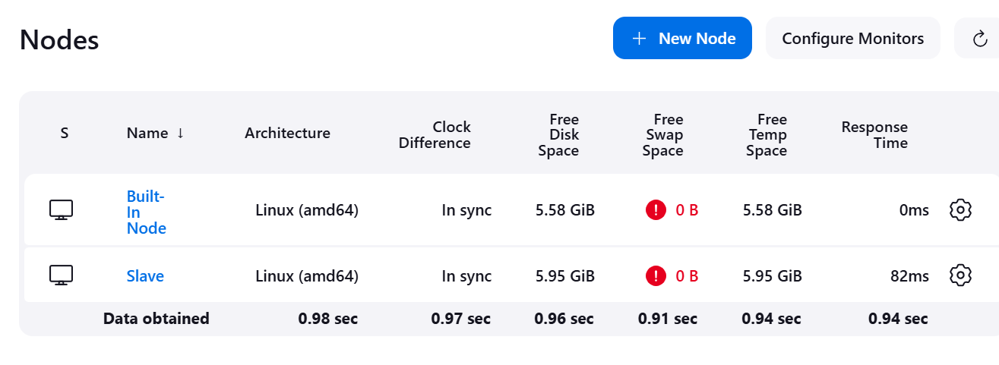 Nodes
+ New Node
Configure Monitors
S Name ↓ Architecture Clock Difference Free Disk Space Free Swap Space Free Temp Space Response Time
Built-In Node Linux (amd64) In sync 5.58 GiB ! 0 B 5.58 GiB 0ms
Slave Linux (amd64) In sync 5.95 GiB ! 0 B 5.95 GiB 82ms
Data obtained 0.98 sec 0.97 sec 0.96 sec 0.91 sec 0.94 sec 0.94 sec